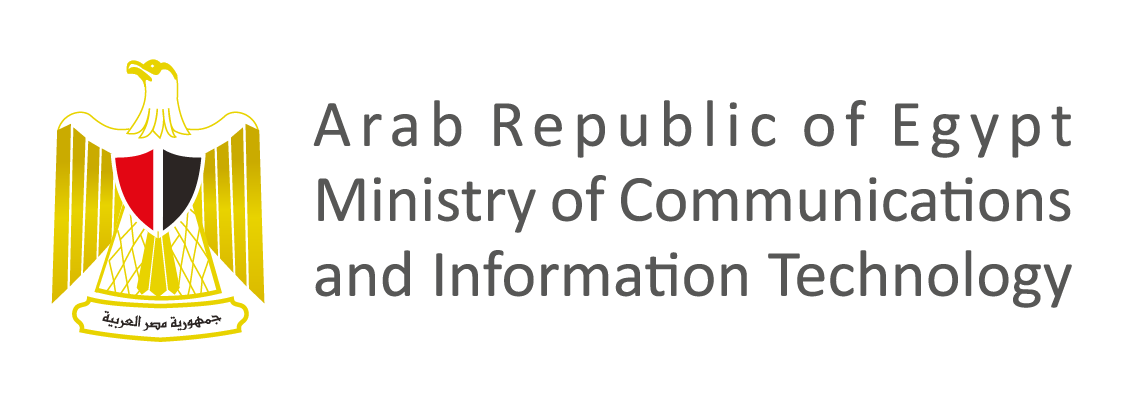 Arab Republic of Egypt
Ministry of Communications
and Information Technology
جمهورية مصر العربية